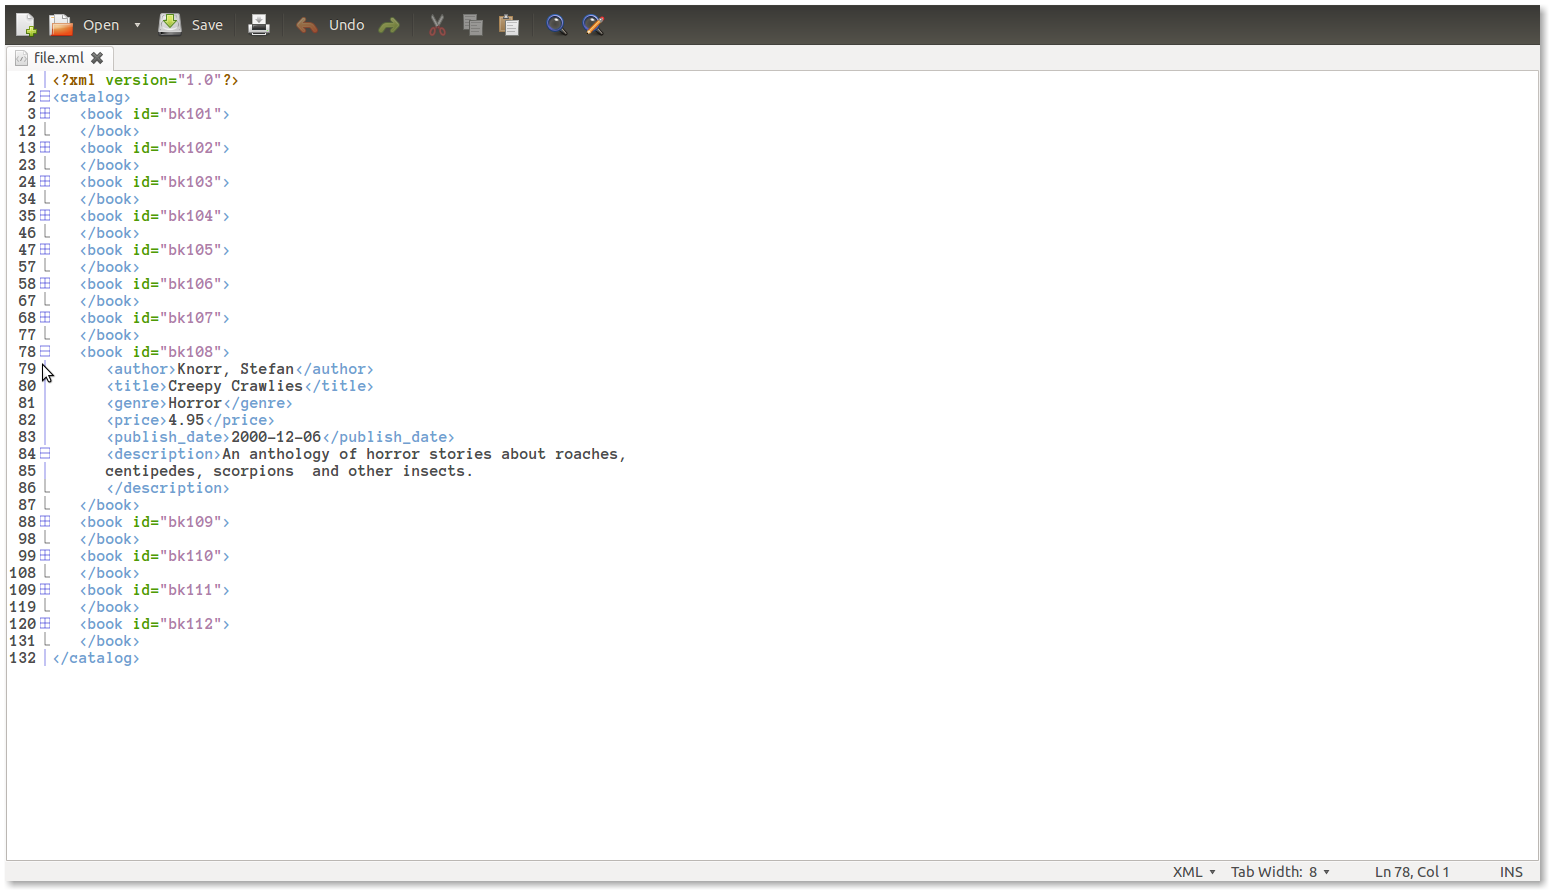 Open Save Undo
file.xml
1 <?xml version="1.0"?>
2 <catalog>
3 <book id="bk101">
12 </book>
13 <book id="bk102">
23 </book>
24 <book id="bk103">
34 </book>
35 <book id="bk104">
46 </book>
47 <book id="bk105">
57 </book>
58 <book id="bk106">
67 </book>
68 <book id="bk107">
77 </book>
78 <book id="bk108">
79 <author>Knorr, Stefan</author>
80 <title>Creepy Crawlies</title>
81 <genre>Horror</genre>
82 <price>4.95</price>
83 <publish_date>2000-12-06</publish_date>
84 <description>An anthology of horror stories about roaches,
85 centipedes, scorpions  and other insects.
86 </description>
87 </book>
88 <book id="bk109">
98 </book>
99 <book id="bk110">
108 </book>
109 <book id="bk111">
119 </book>
120 <book id="bk112">
131 </book>
132 </catalog>
XML Tab Width: 8 Ln 78, Col 1 INS